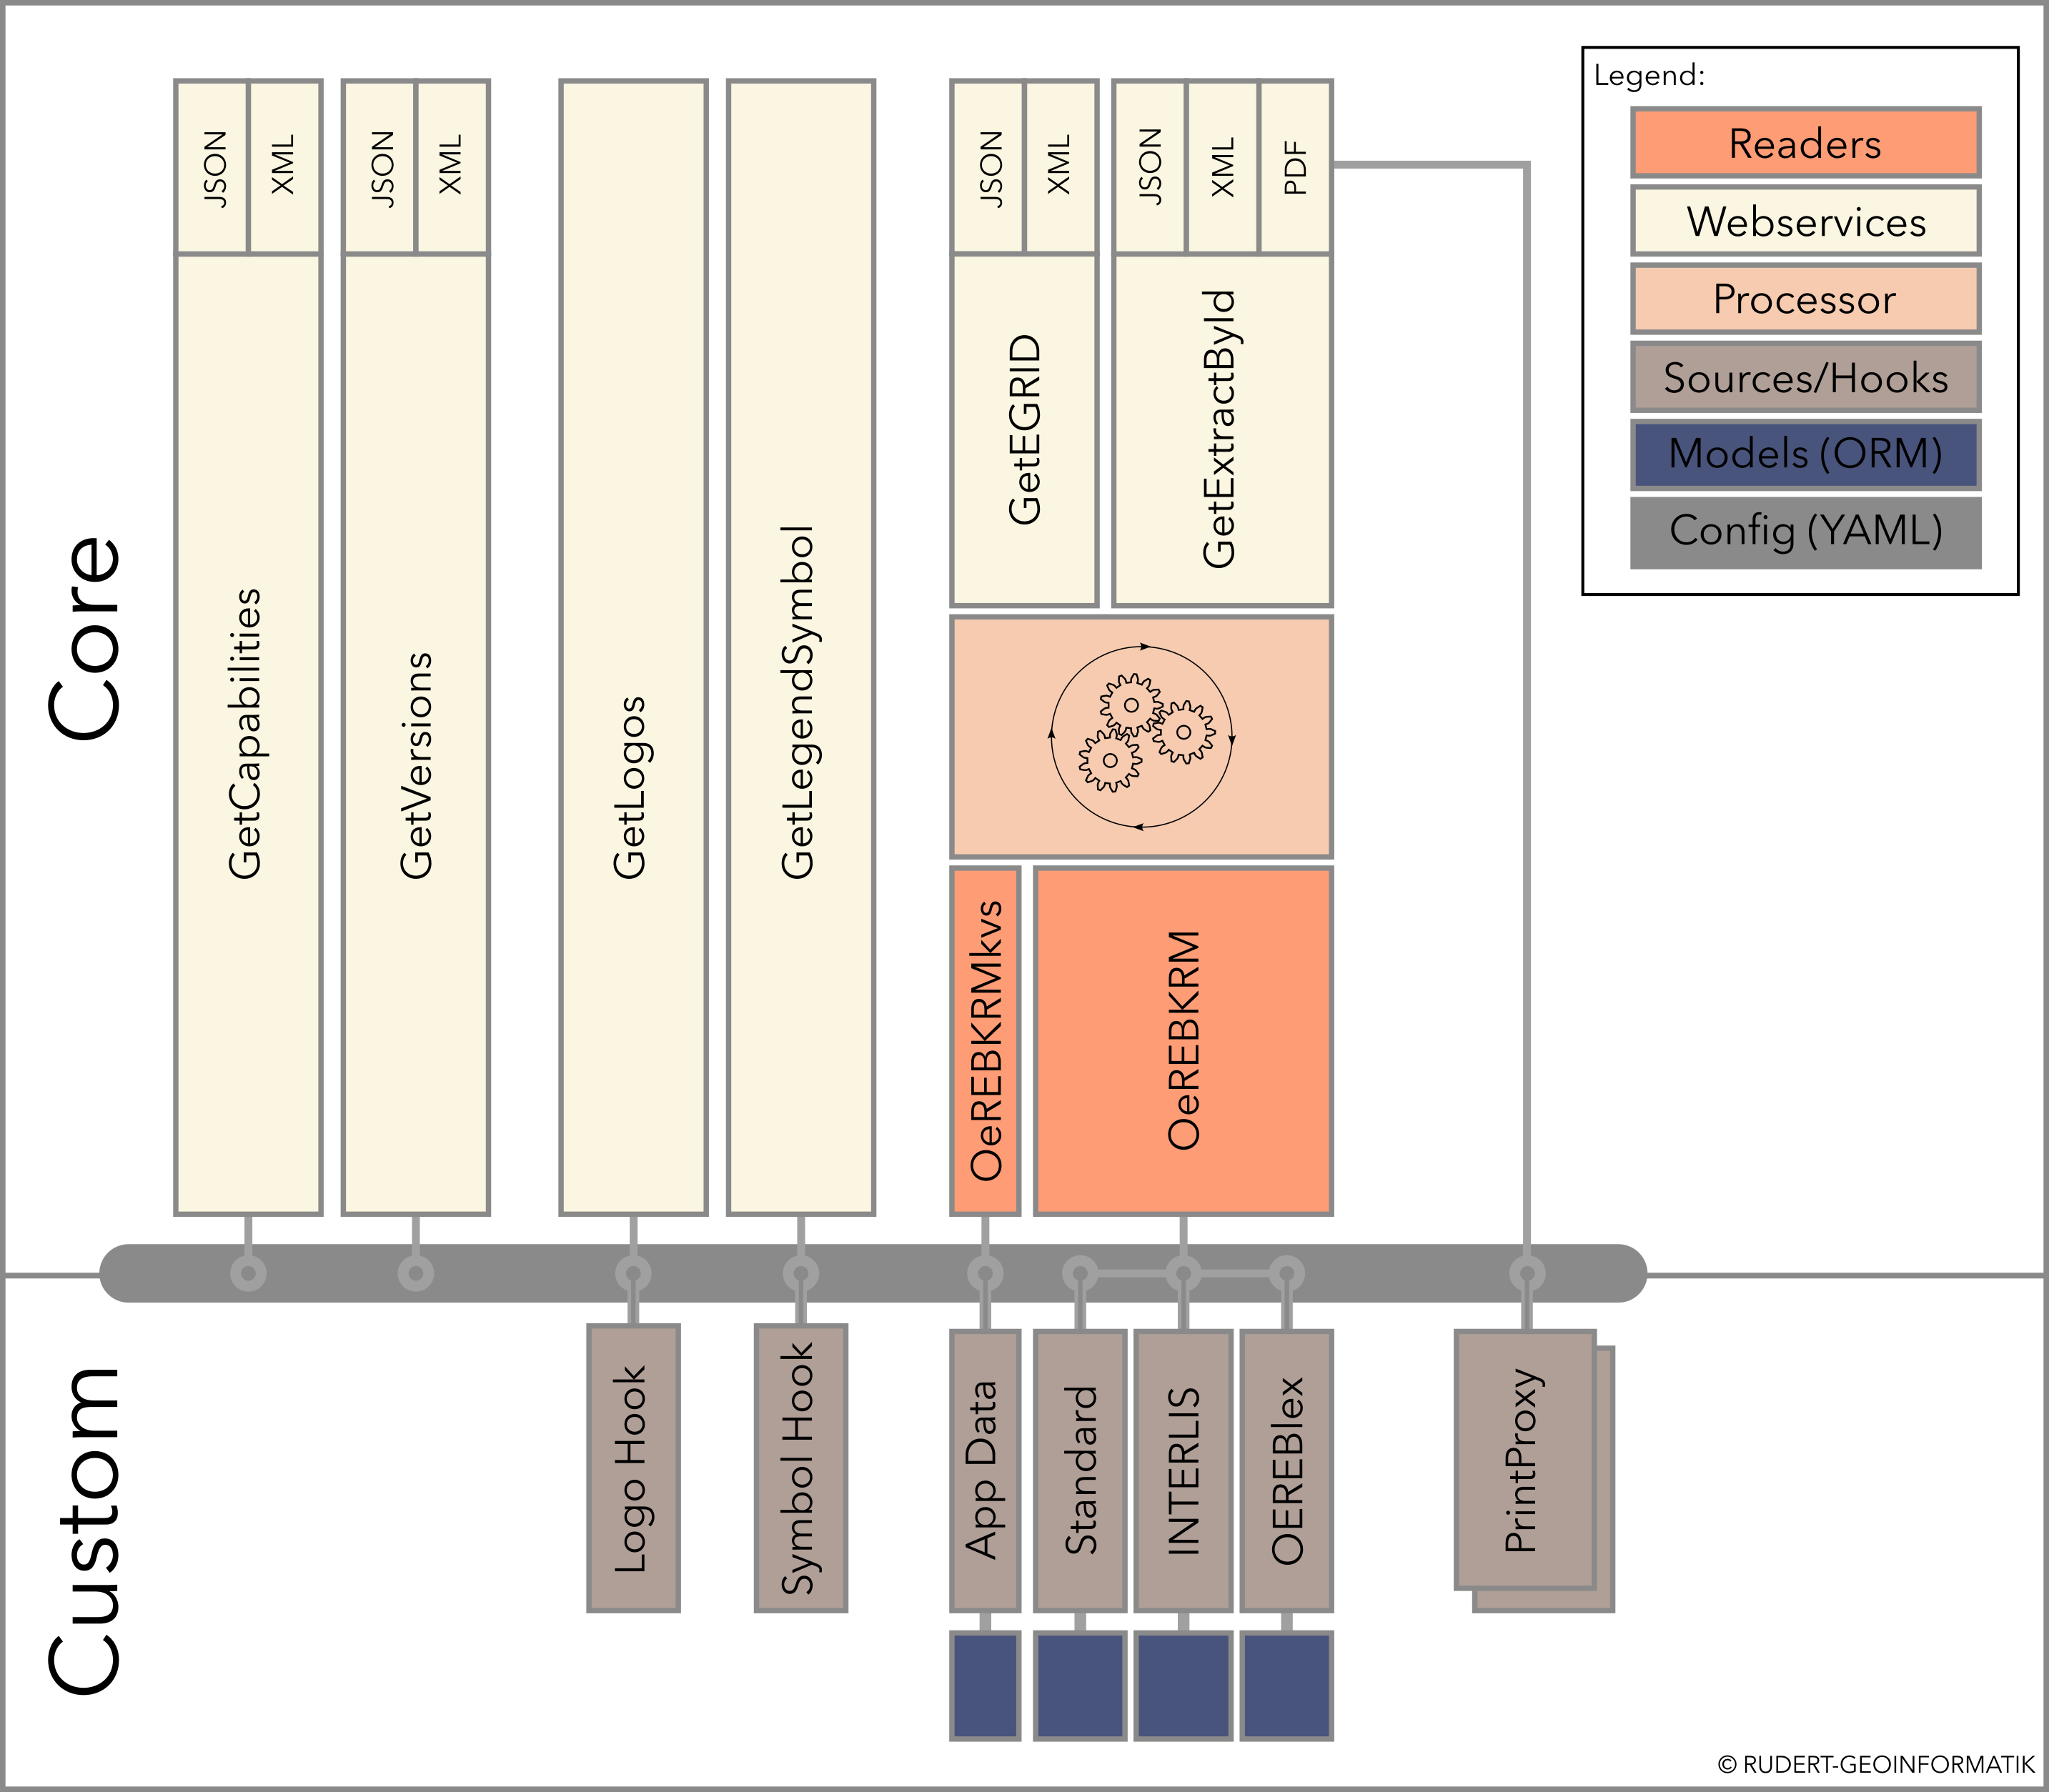 Legend:
Readers
Webservices
Processor
Sources/Hooks
Models (ORM)
Config (YAML)
Core
JSON
XML
GetCapabilities
JSON
XML
GetVersions
GetLogos
GetLegendSymbol
JSON
XML
GetEGRID
JSON
XML
PDF
GetExtractById
OeREBKRMkvs
OeREBKRM
Custom
Logo Hook
Symbol Hook
App Data
Standard
INTERLIS
OEREBlex
PrintProxy
© RUDERT-GEOINFORMATIK